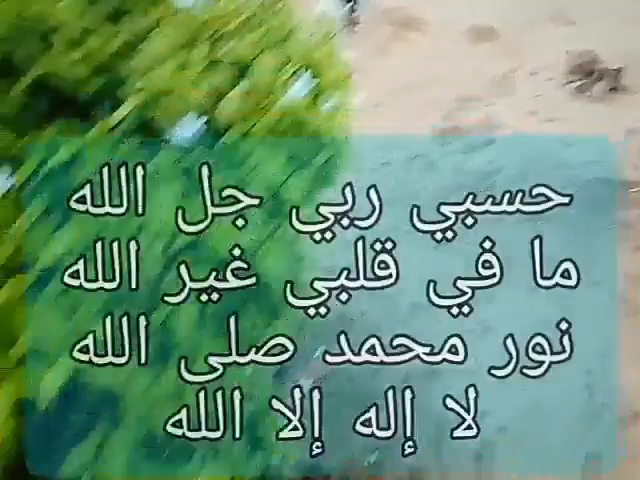 حسبي ربي جل الله
ما في قلبي غير الله
نور محمد صلى الله
لا إله إلا الله